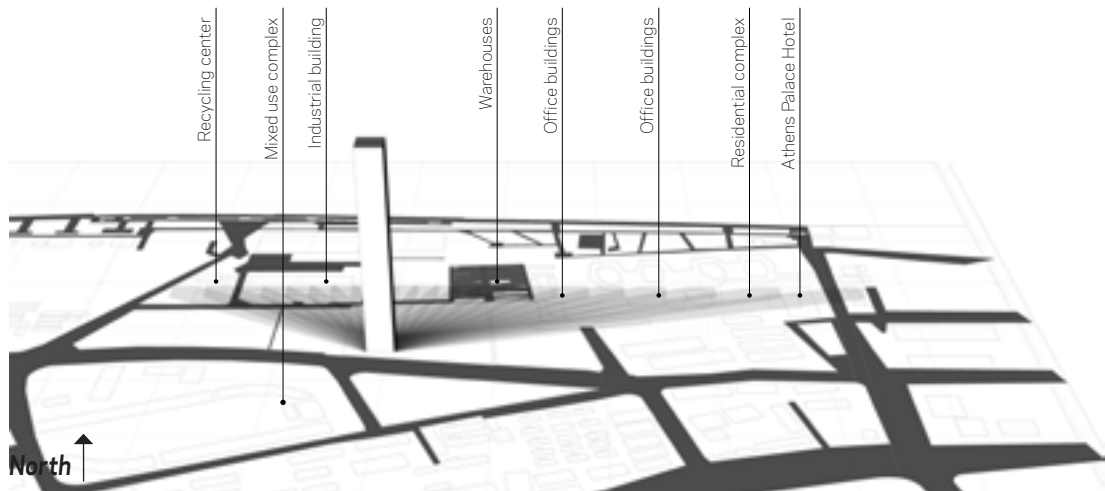 Recycling center
Mixed use complex
Industrial building
Warehouses
Office buildings
Office buildings
Residential complex
Athens Palace Hotel
North